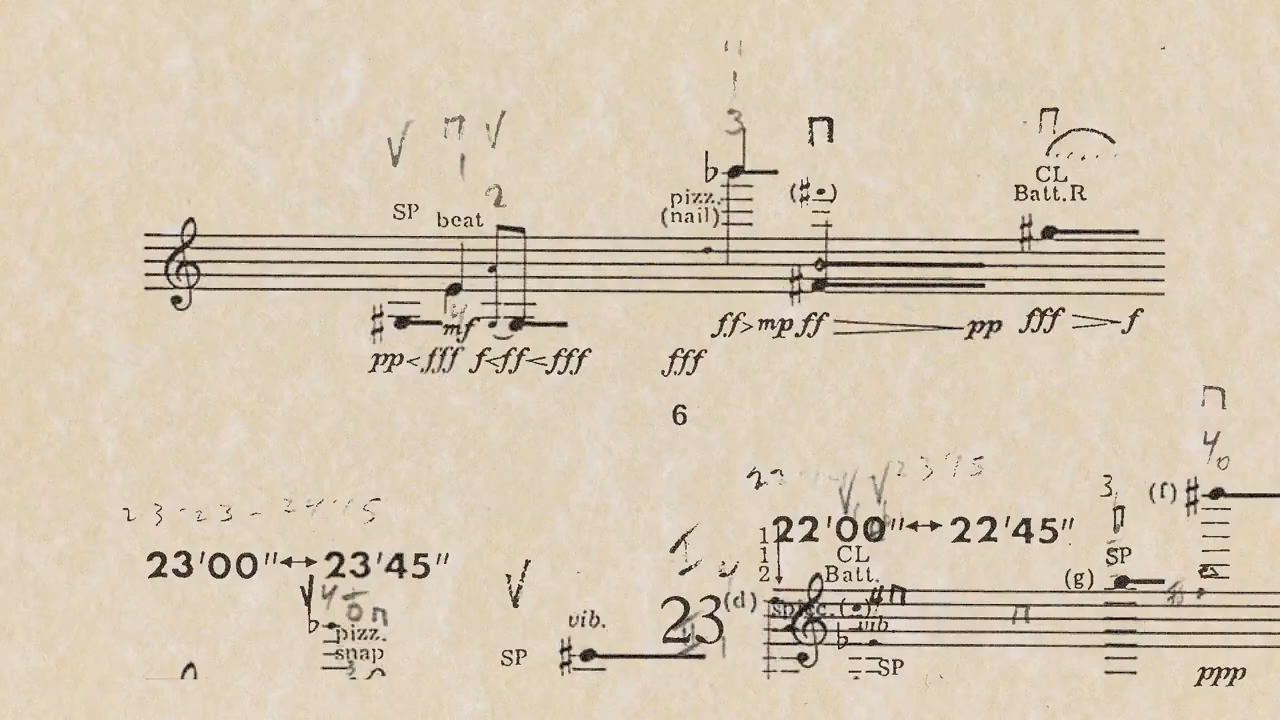 SP
beat
pizz.
(nail)
CL
Batt.R
mf
ff>mp ff
pp
fff
f
pp<fff
f<ff<fff
fff
6
23'00"↔23'45"
22'00"↔22'45"
CL
Batt.
3
(f)
SP
(g)
pizz.
snap
SP
vib.
23
(d)
vib.
SP
ppp